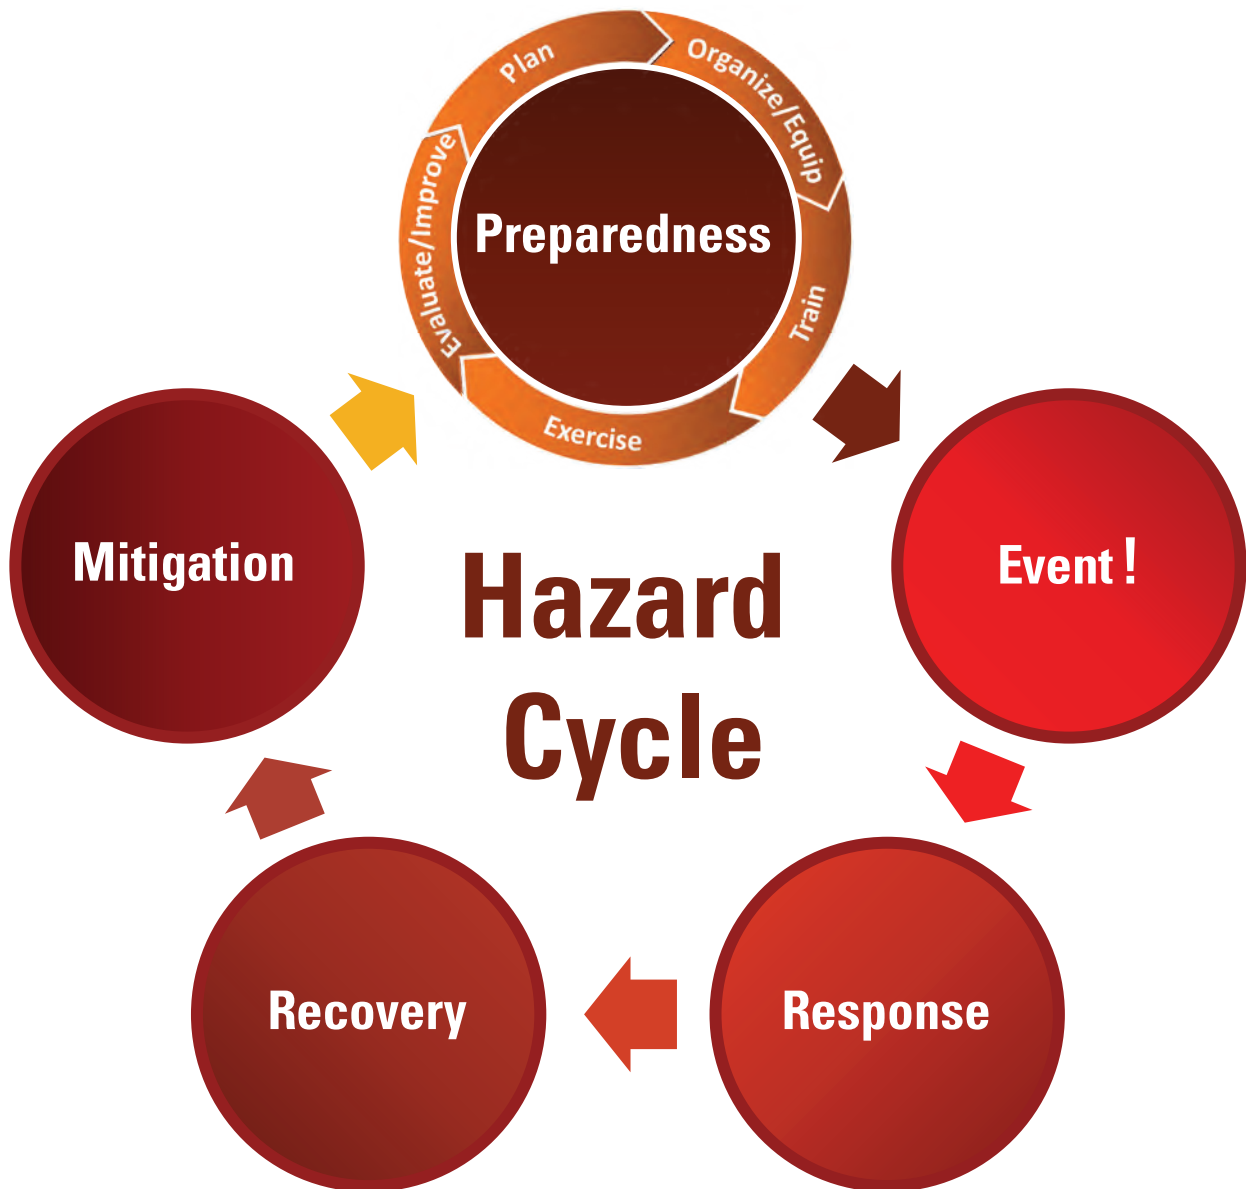 Plan
Organize/Equip
Train
Exercise
Evaluate/Improve
Preparedness
Event!
Response
Recovery
Mitigation
Hazard
Cycle